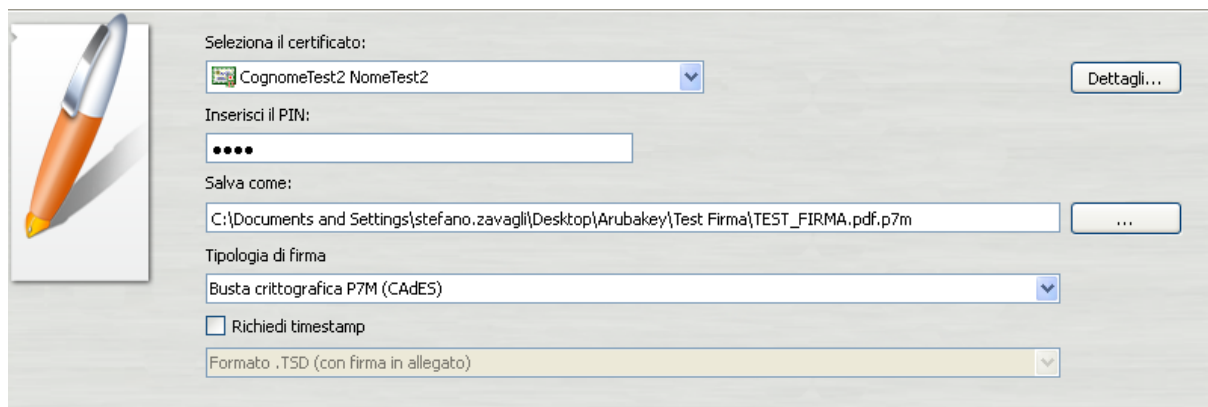 Seleziona il certificato:
CognomeTest2 NomeTest2
Dettagli...
Inserisci il PIN:
••••
Salva come:
C:\Documents and Settings\stefano.zavagli\Desktop\Arubakey\Test Firma\TEST_FIRMA.pdf.p7m
...
Tipologia di firma
Busta crittografica P7M (CAdES)
Richiedi timestamp
Formato .TSD (con firma in allegato)